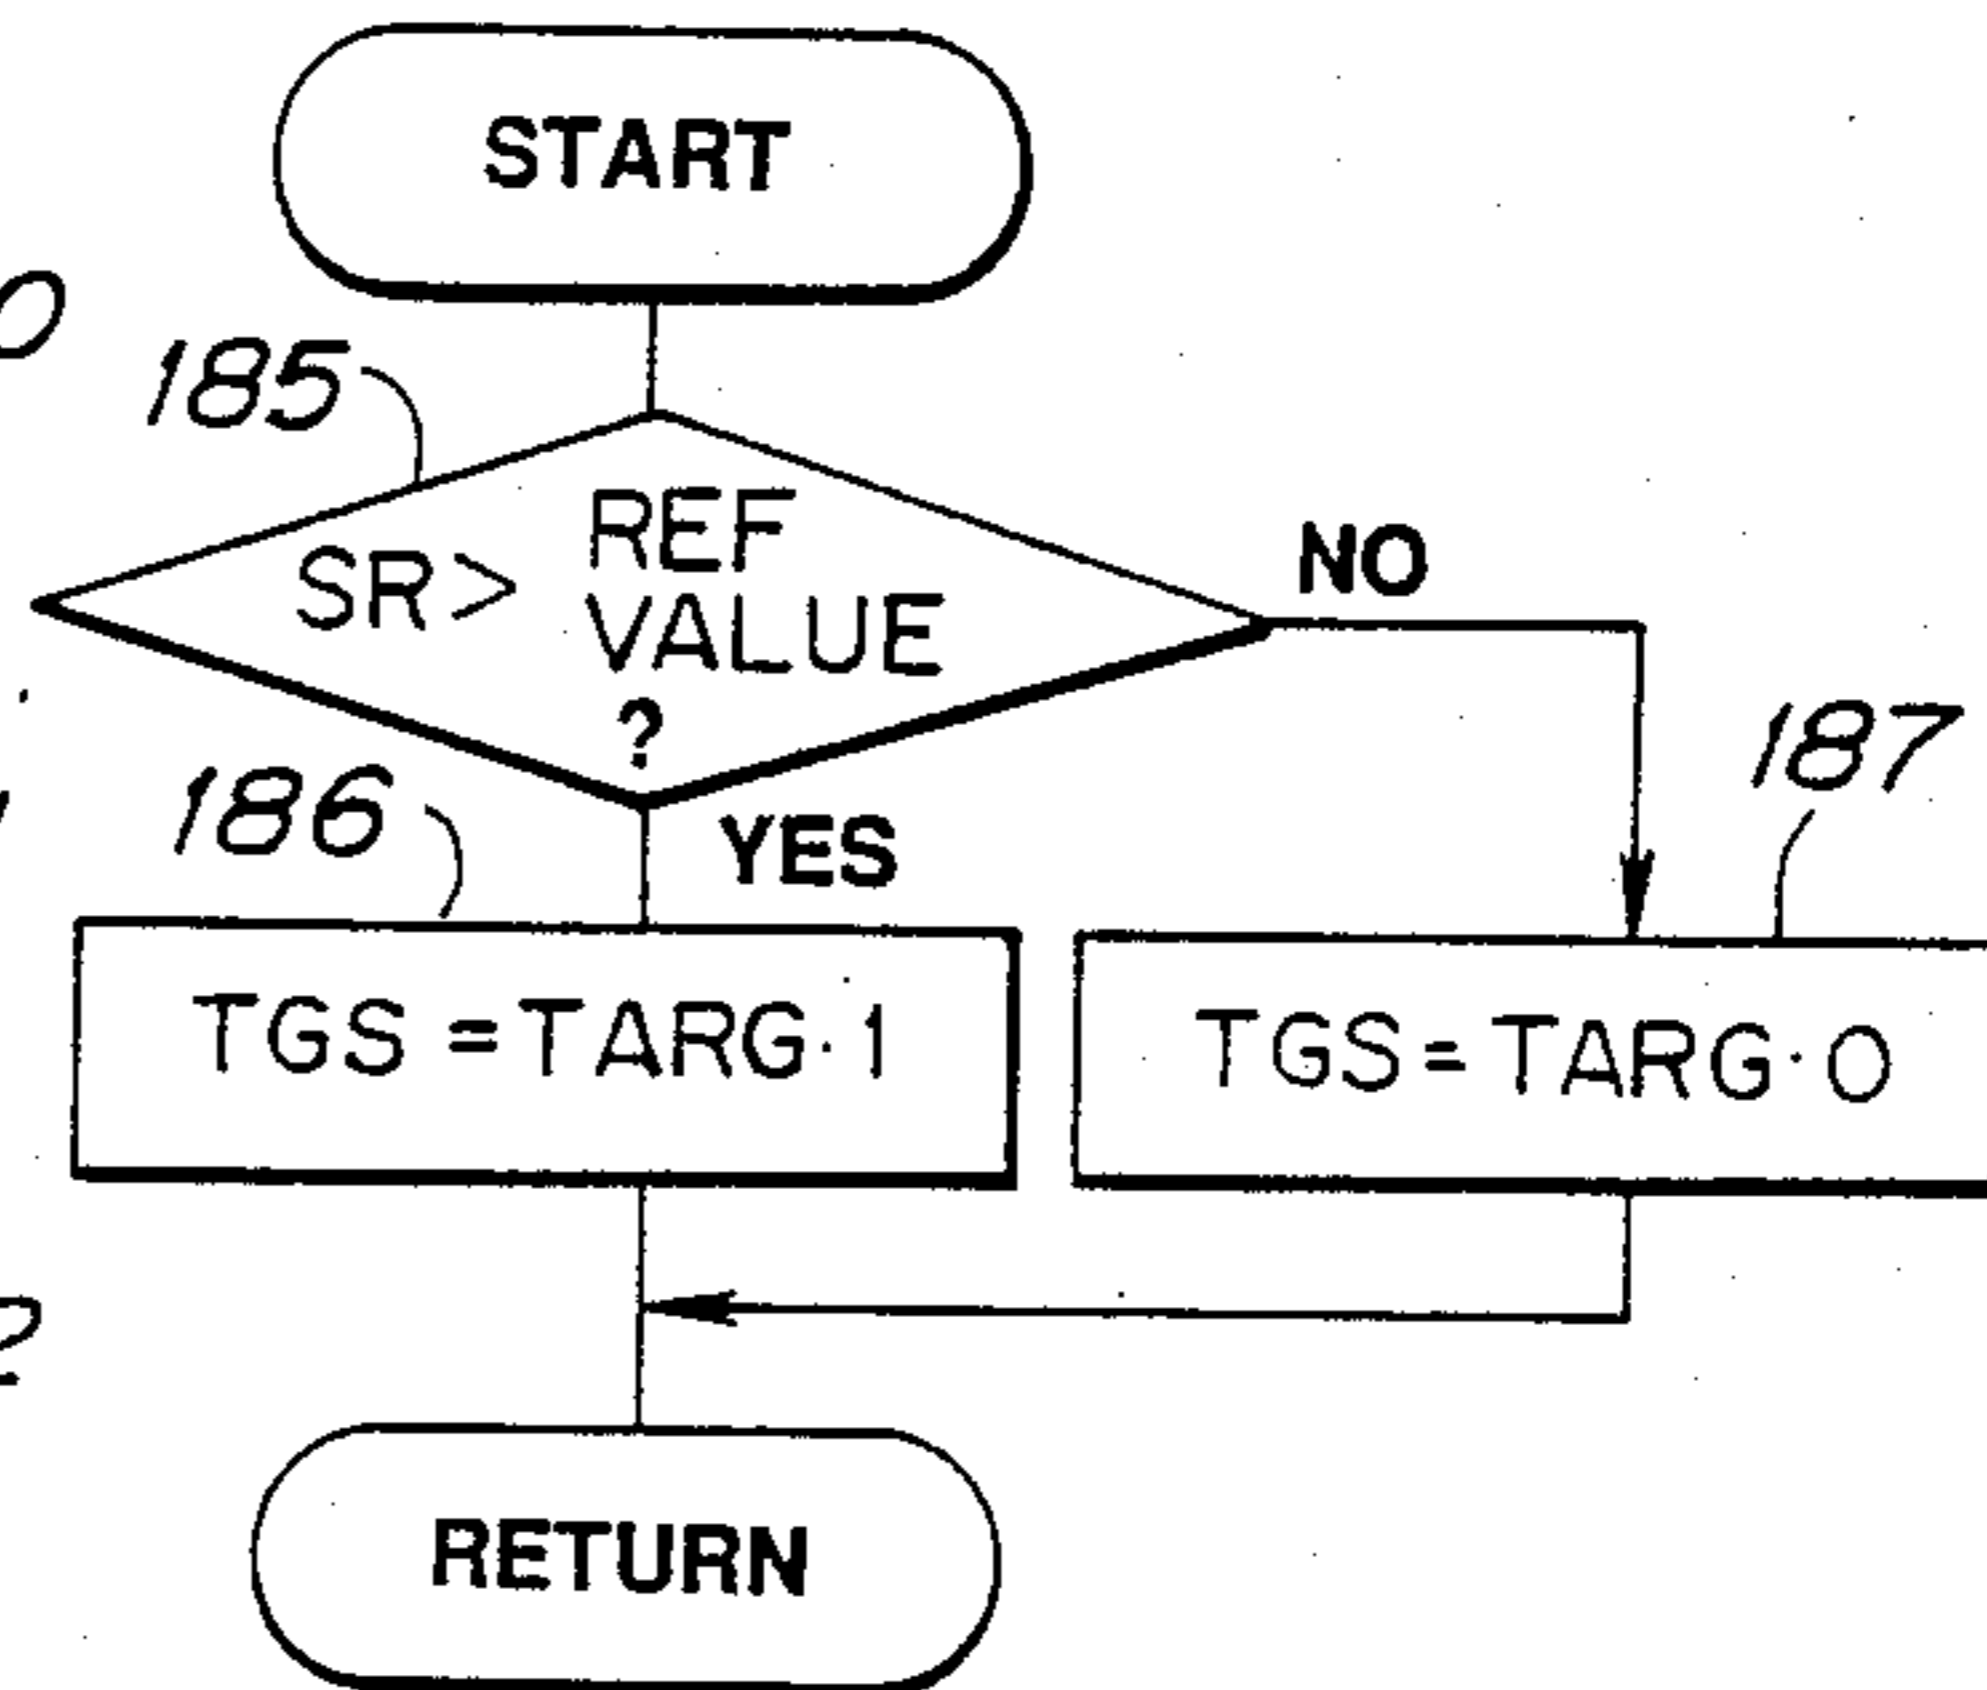 START
185
SR> REF VALUE ?
NO
187
186
YES
TGS = TARG·1
TGS = TARG·0
RETURN